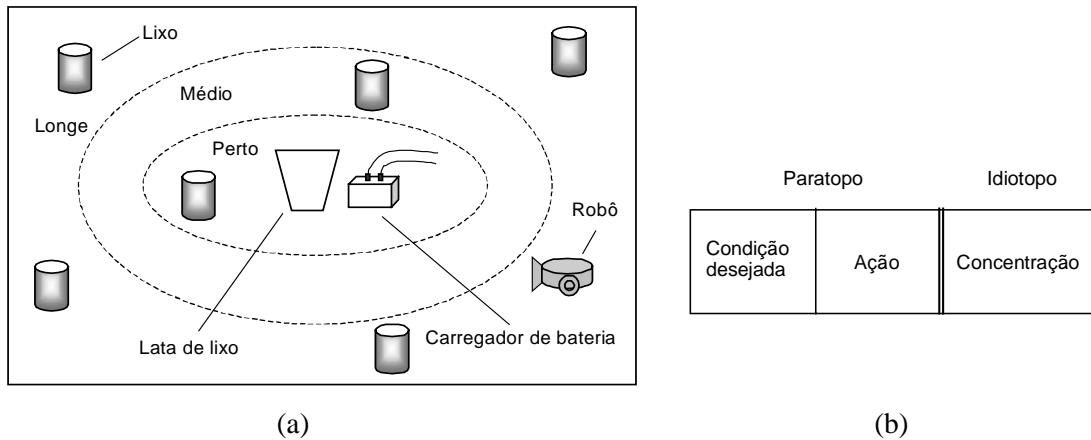 Lixo
Médio
Longe
Perto
Robô
Lata de lixo
Carregador de bateria
(a)
Paratopo
Idiotopo
Condição
desejada
Ação
Concentração
(b)